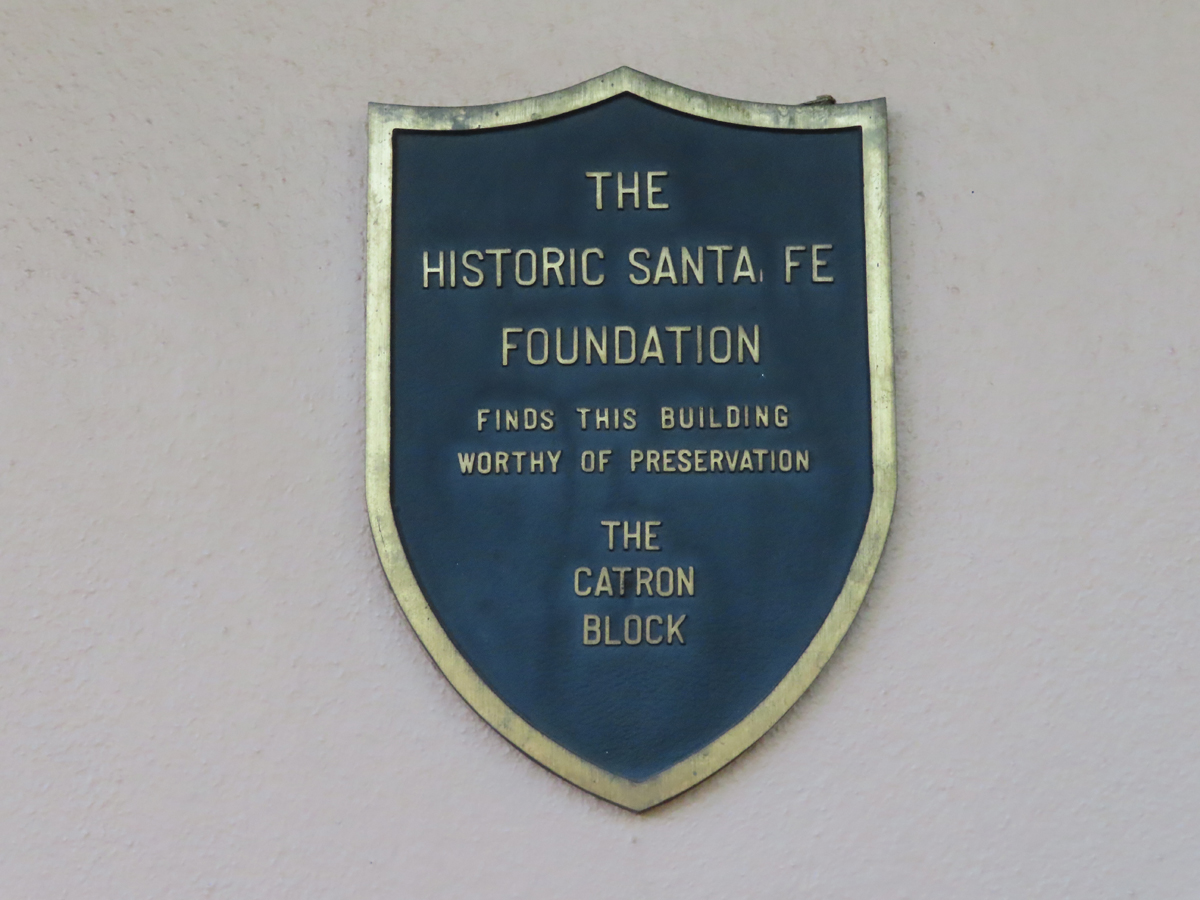 THE
HISTORIC SANTA FE
FOUNDATION
FINDS THIS BUILDING
WORTHY OF PRESERVATION
THE
CATRON
BLOCK